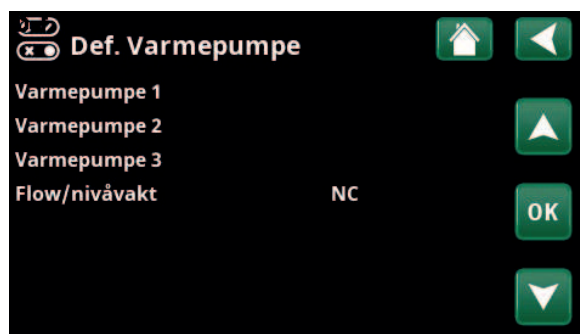 Def. Varmepumpe
Varmepumpe 1
Varmepumpe 2
Varmepumpe 3
Flow/nivåvakt NC
OK